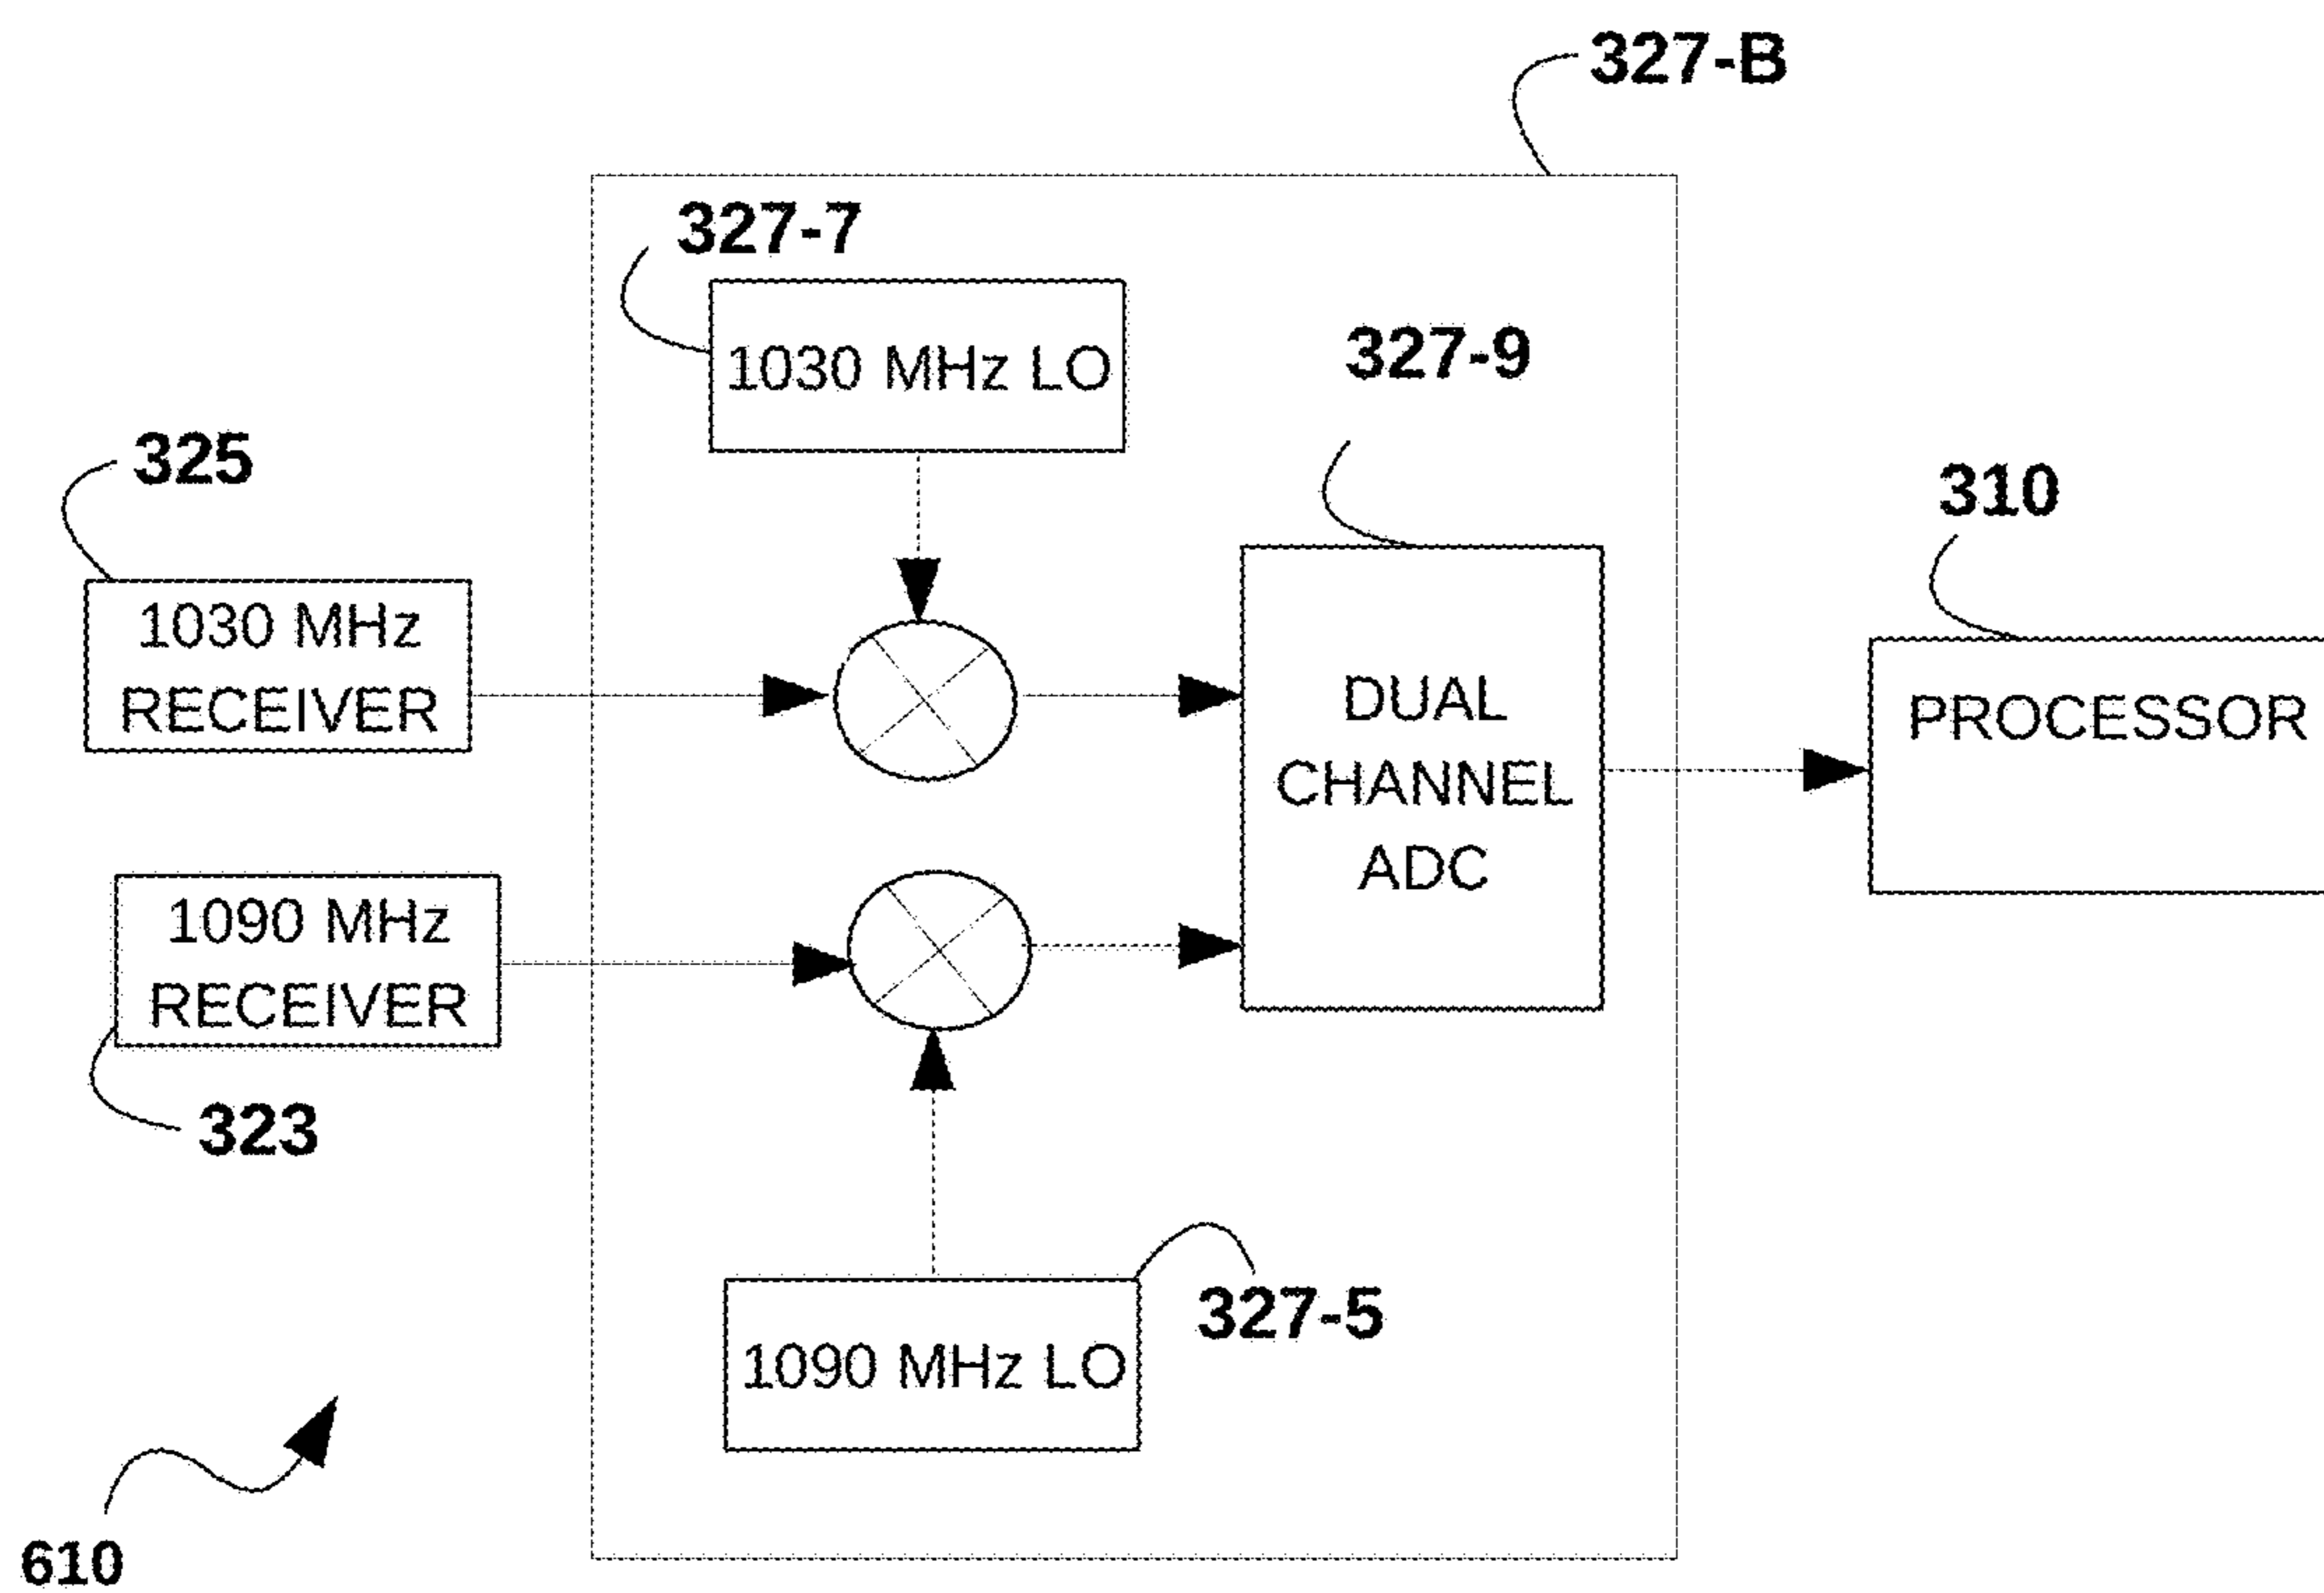 327-B
327-7
1030 MHz LO
327-9
325
310
1030 MHz
RECEIVER
DUAL
CHANNEL
ADC
PROCESSOR
1090 MHz
RECEIVER
323
327-5
1090 MHz LO
610